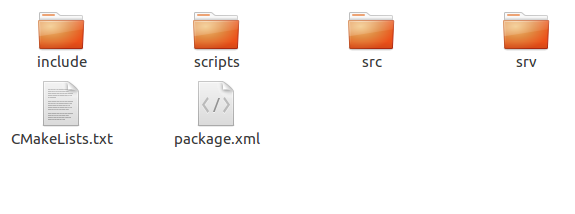 include
scripts
src
srv
CMakeLists.txt
package.xml